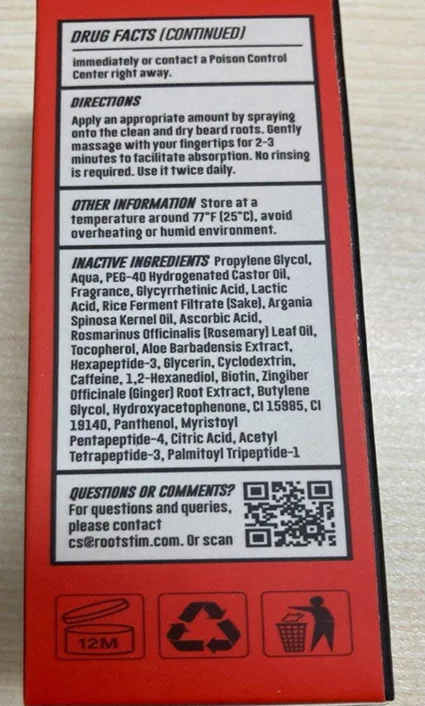 DRUG FACTS (CONTINUED)
immediately or contact a Poison Control
Center right away.
DIRECTIONS
Apply an appropriate amount by spraying
onto the clean and dry beard roots. Gently
massage with your fingertips for 2-3
minutes to facilitate absorption. No rinsing
is required. Use it twice daily.
OTHER INFORMATION Store at a
temperature around 77°F (25°C), avoid
overheating or humid environment.
INACTIVE INGREDIENTS Propylene Glycol,
Aqua, PEG-40 Hydrogenated Castor Oil,
Fragrance, Glycyrrhetinic Acid, Lactic
Acid, Rice Ferment Filtrate (Sake), Argania
Spinosa Kernel Oil, Ascorbic Acid,
Rosmarinus Officinalis (Rosemary) Leaf Oil,
Tocopherol, Aloe Barbadensis Extract,
Hexapeptide-3, Glycerin, Cyclodextrin,
Caffeine, 1,2-Hexanediol, Biotin, Zingiber
Officinale (Ginger) Root Extract, Butylene
Glycol, Hydroxyacetophenone, CI 15985, CI
19140, Panthenol, Myristoyl
Pentapeptide-4, Citric Acid, Acetyl
Tetrapeptide-3, Palmitoyl Tripeptide-1
QUESTIONS OR COMMENTS?
For questions and queries,
please contact
cs@rootstim.com. Or scan
12M